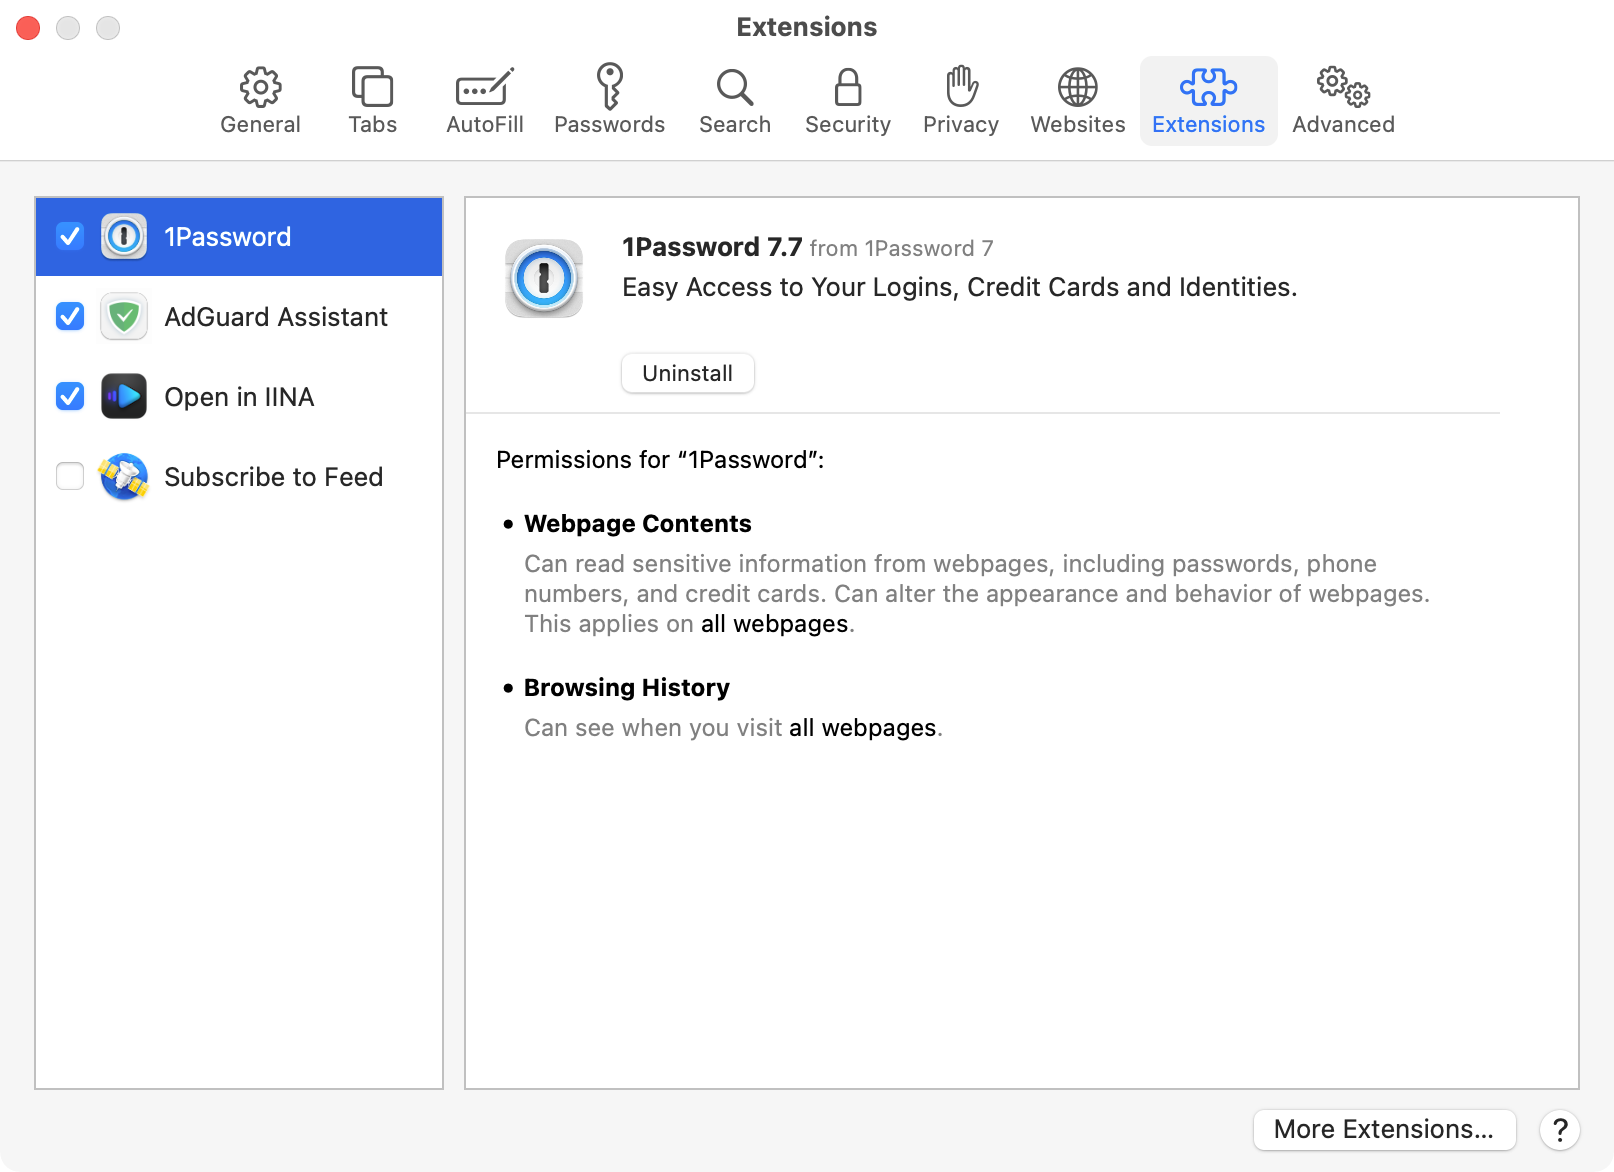 Extensions
General
Tabs
AutoFill
Passwords
Search
Security
Privacy
Websites
Extensions
Advanced
1Password
AdGuard Assistant
Open in IINA
Subscribe to Feed
1Password 7.7 from 1Password 7
Easy Access to Your Logins, Credit Cards and Identities.
Uninstall
Permissions for “1Password”:
• Webpage Contents
Can read sensitive information from webpages, including passwords, phone
numbers, and credit cards. Can alter the appearance and behavior of webpages.
This applies on all webpages.
• Browsing History
Can see when you visit all webpages.
More Extensions...
?